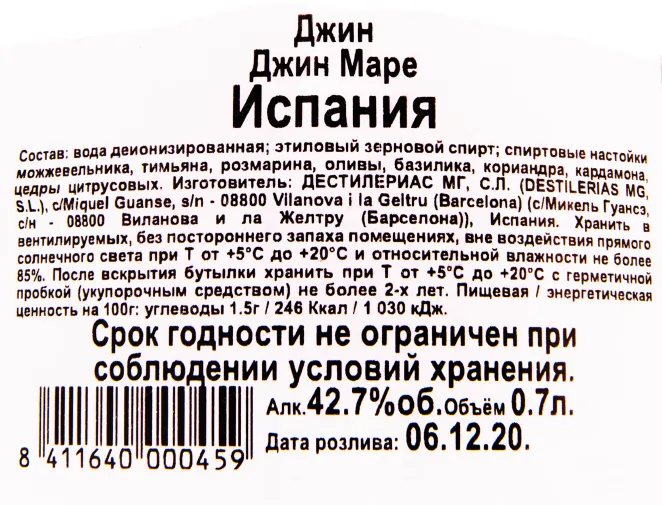 Джин
Джин Маре
Испания
Состав: вода деионизированная; этиловый зерновой спирт; спиртовые настойки
можжевельника, тимьяна, розмарина, оливы, базилика, кориандра, кардамона,
цедры цитрусовых. Изготовитель: ДЕСТИЛЕРИАС МГ, С.Л. (DESTILERIAS MG,
S.L.), c/Miquel Guanse, s/n - 08800 Vilanova i la Geltru (Barcelona) (с/Микель Гуансэ,
с/н - 08800 Виланова и ла Желтру (Барселона)), Испания. Хранить в
вентилируемых, без постороннего запаха помещениях, вне воздействия прямого
солнечного света при Т от +5°С до +20°С и относительной влажности не более
85%. После вскрытия бутылки хранить при Т от +5°С до +20°С с герметичной
пробкой (укупорочным средством) не более 2-х лет. Пищевая / энергетическая
ценность на 100г: углеводы 1.5г / 246 Ккал / 1 030 кДж.
Срок годности не ограничен при
соблюдении условий хранения.
Алк.42.7%об.Объём 0.7л.
Дата розлива: 06.12.20.
8 411640 000459